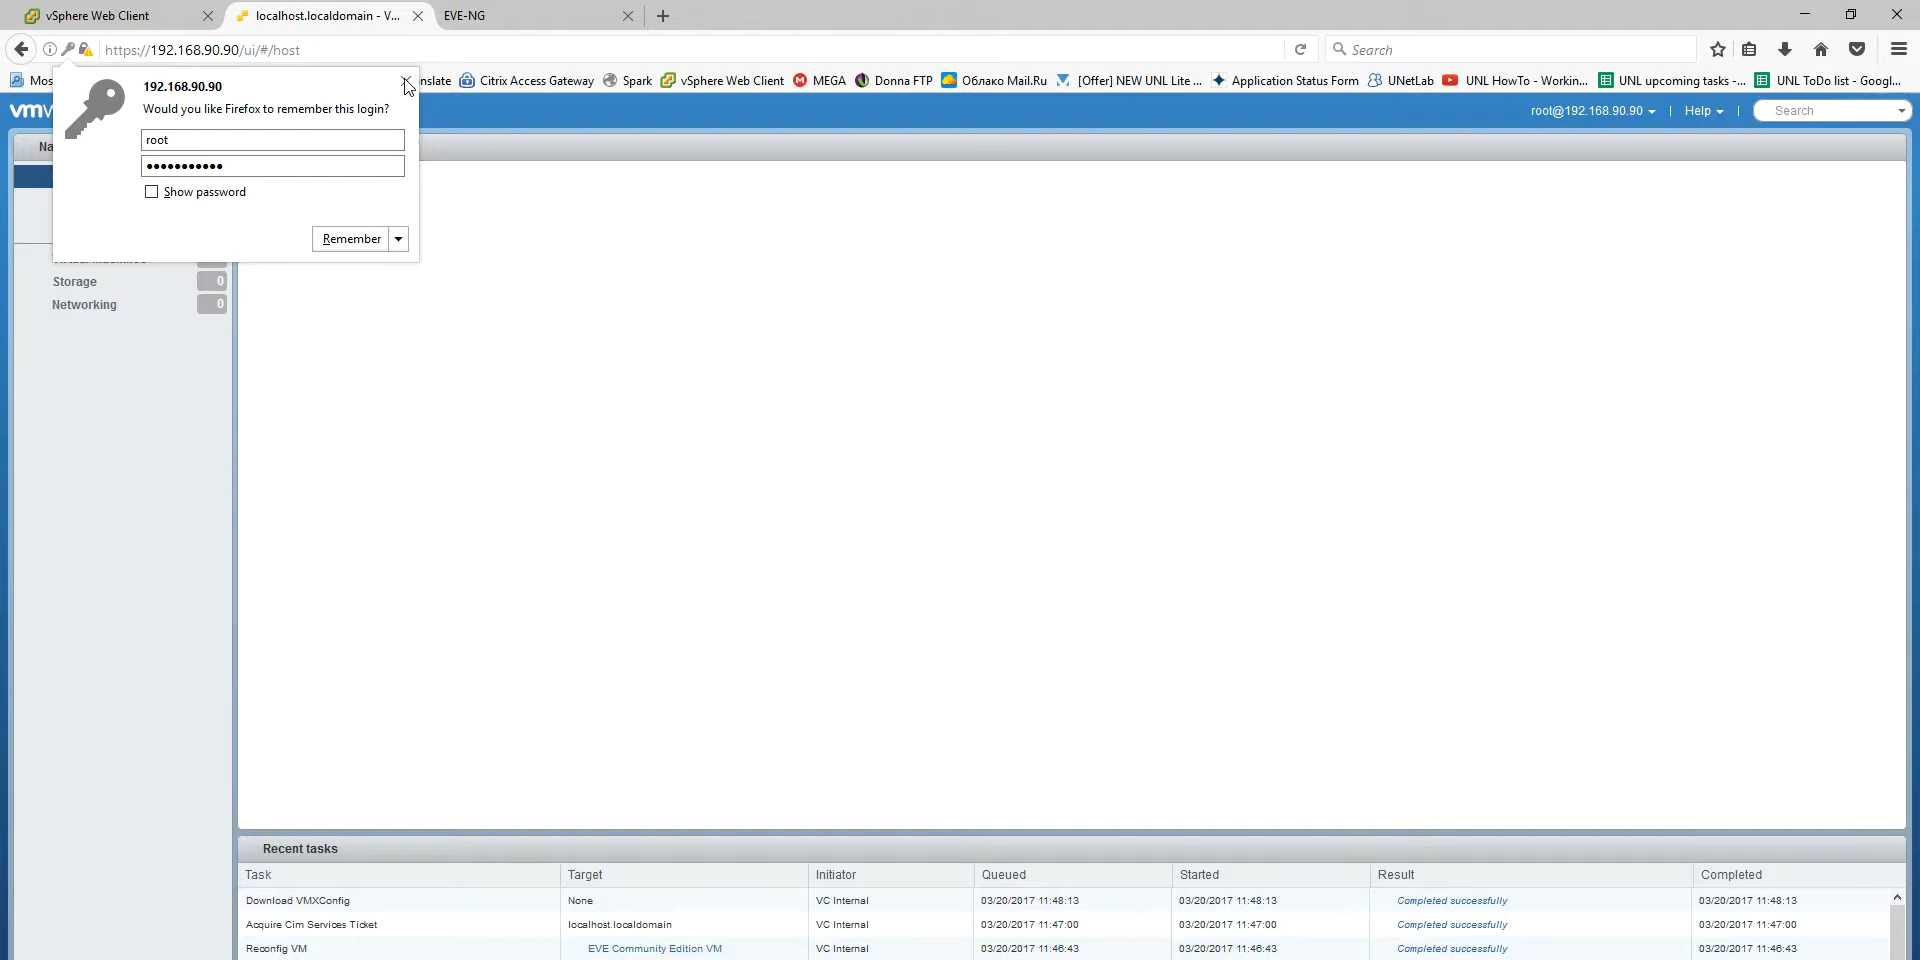 vSphere Web Client
localhost.localdomain - V...
EVE-NG
https://192.168.90.90/ui/#/host
Search
Mos
nslate
Citrix Access Gateway
Spark
vSphere Web Client
MEGA
Donna FTP
Облако Mail.Ru
[Offer] NEW UNL Lite ...
Application Status Form
UNetLab
UNL HowTo - Workin...
UNL upcoming tasks -...
UNL ToDo list - Googl...
vmw
root@192.168.90.90
|
Help
|
Search
192.168.90.90
Would you like Firefox to remember this login?
root
•••••••••••
Show password
Remember
Na
Storage 0
Networking 0
Recent tasks
Task Target Initiator Queued Started Result Completed
Download VMXConfig None VC Internal 03/20/2017 11:48:13 03/20/2017 11:48:13 Completed successfully 03/20/2017 11:48:13
Acquire Cim Services Ticket localhost.localdomain VC Internal 03/20/2017 11:47:00 03/20/2017 11:47:00 Completed successfully 03/20/2017 11:47:00
Reconfig VM EVE Community Edition VM VC Internal 03/20/2017 11:46:43 03/20/2017 11:46:43 Completed successfully 03/20/2017 11:46:43